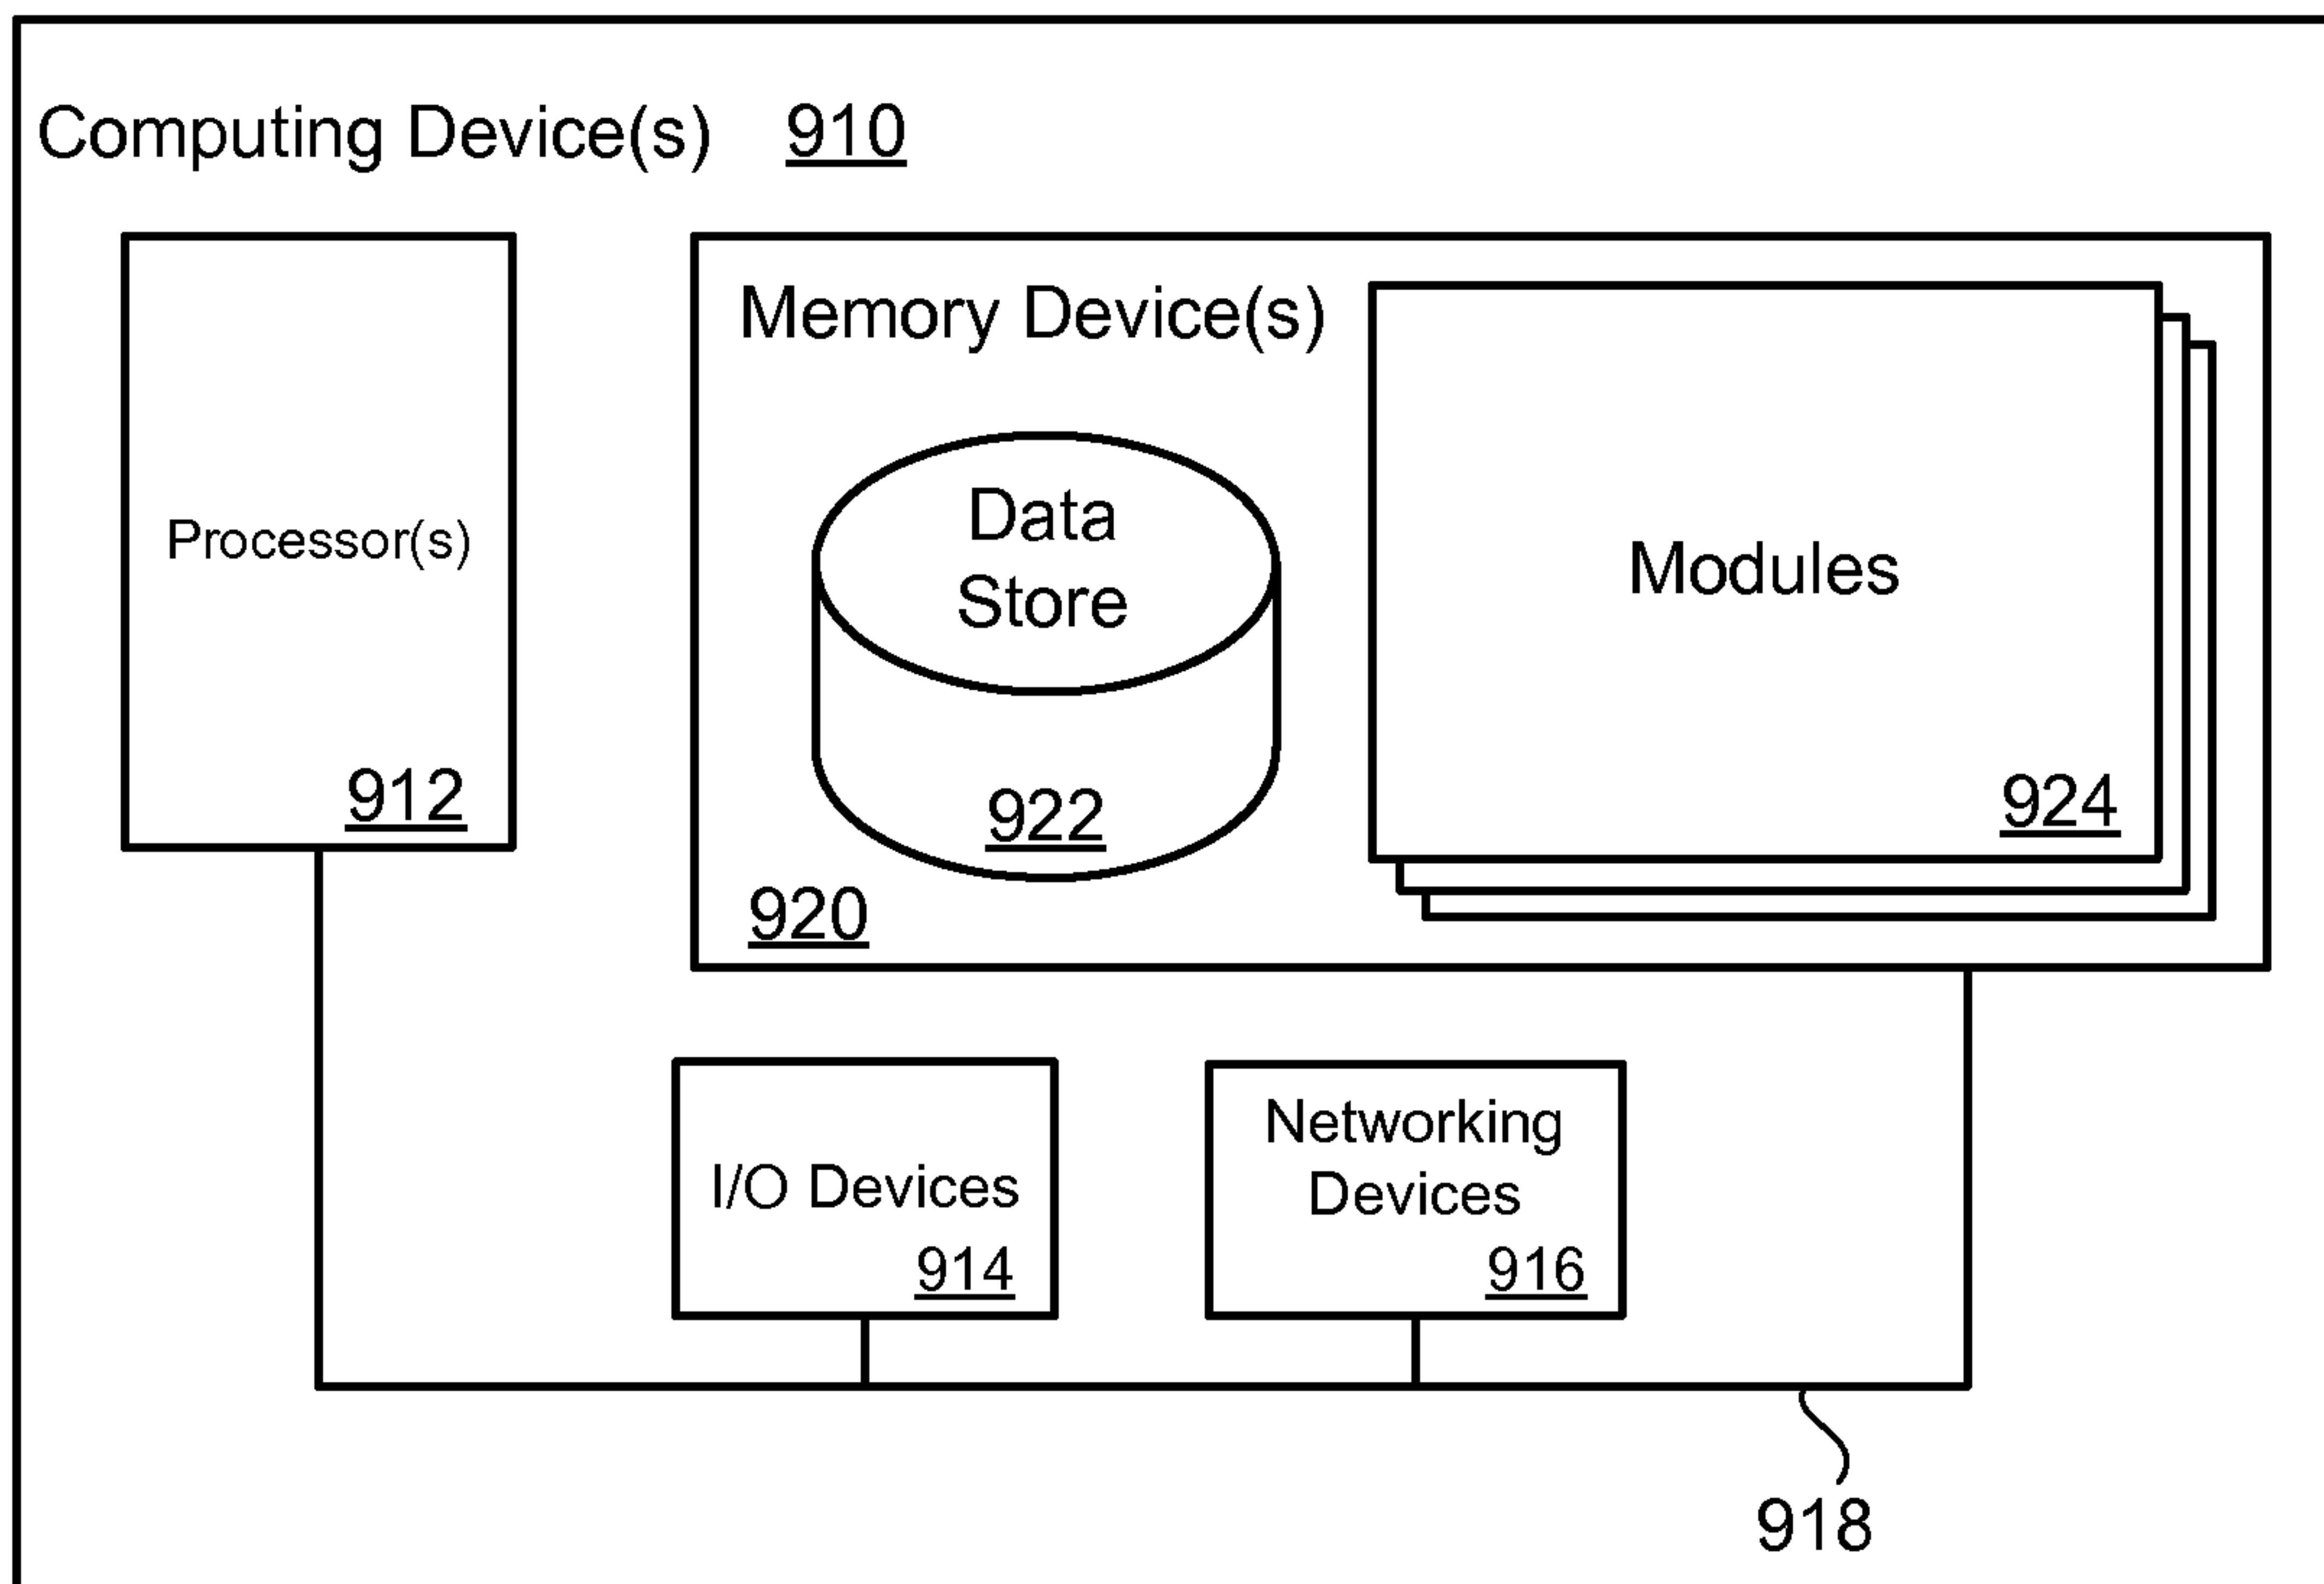 Computing Device(s) 910
Processor(s)
912
Memory Device(s)
Data
Store
922
920
Modules
924
I/O Devices
914
Networking
Devices
916
918